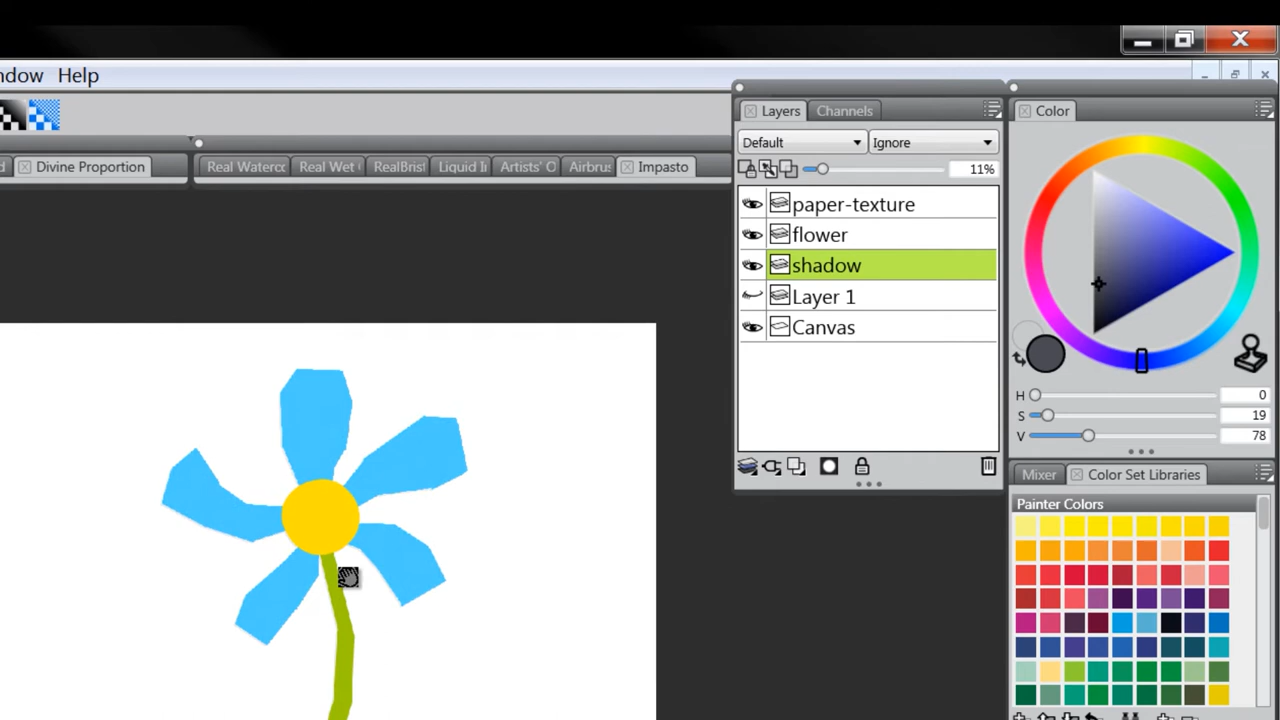 ndow Help
d Divine Proportion Real Waterc Real Wet RealBrist Liquid I Artists' O Airbrus Impasto
Layers Channels
Default Ignore
11%
paper-texture
flower
shadow
Layer 1
Canvas
Color
H 0
S 19
V 78
Mixer Color Set Libraries
Painter Colors